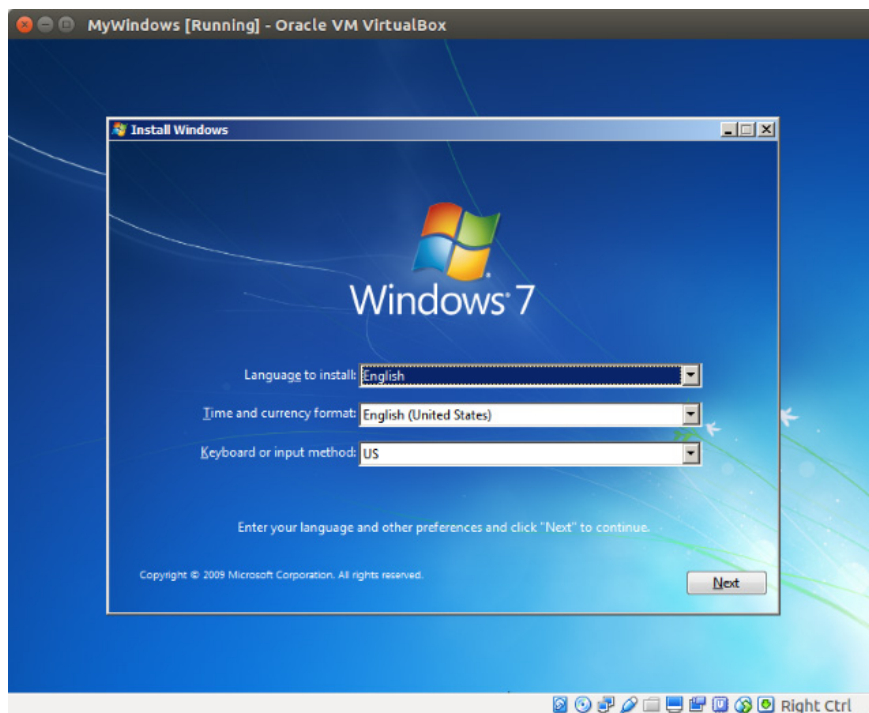 MyWindows [Running] - Oracle VM VirtualBox
Install Windows
Windows® 7
Language to install: English
Time and currency format: English (United States)
Keyboard or input method: US
Enter your language and other preferences and click "Next" to continue.
Copyright © 2009 Microsoft Corporation. All rights reserved.
Next
Right Ctrl